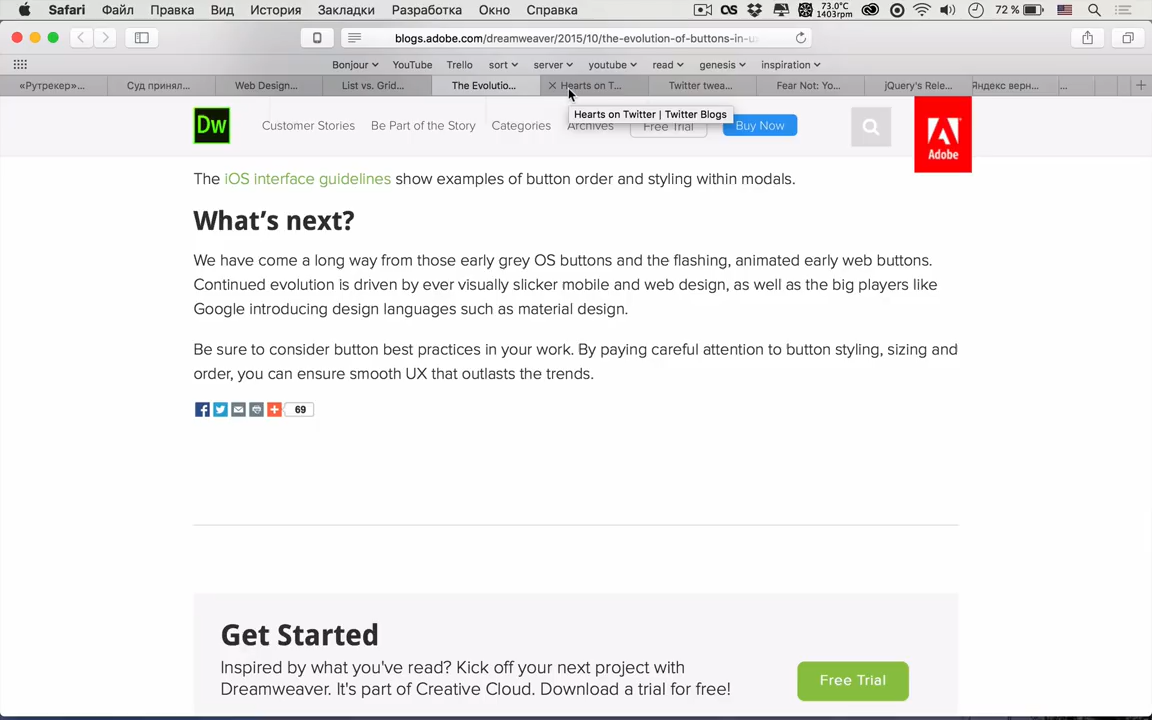 Safari Файл Правка Вид История Закладки Разработка Окно Справка 73.0°C 1403rpm 72 %
blogs.adobe.com/dreamweaver/2015/10/the-evolution-of-buttons-in-u
Bonjour YouTube Trello sort server youtube read genesis inspiration
«Рутрекер»... Суд принял... Web Design... List vs. Grid... The Evolutio... Hearts on T... Twitter twea... Fear Not: Yo... jQuery's Rele... Яндекс верн... ...
Hearts on Twitter | Twitter Blogs
Dw Customer Stories Be Part of the Story Categories Archives Free Trial Buy Now Adobe
The iOS interface guidelines show examples of button order and styling within modals.
What's next?
We have come a long way from those early grey OS buttons and the flashing, animated early web buttons.
Continued evolution is driven by ever visually slicker mobile and web design, as well as the big players like
Google introducing design languages such as material design.
Be sure to consider button best practices in your work. By paying careful attention to button styling, sizing and
order, you can ensure smooth UX that outlasts the trends.
69
Get Started
Inspired by what you've read? Kick off your next project with
Dreamweaver. It's part of Creative Cloud. Download a trial for free!
Free Trial